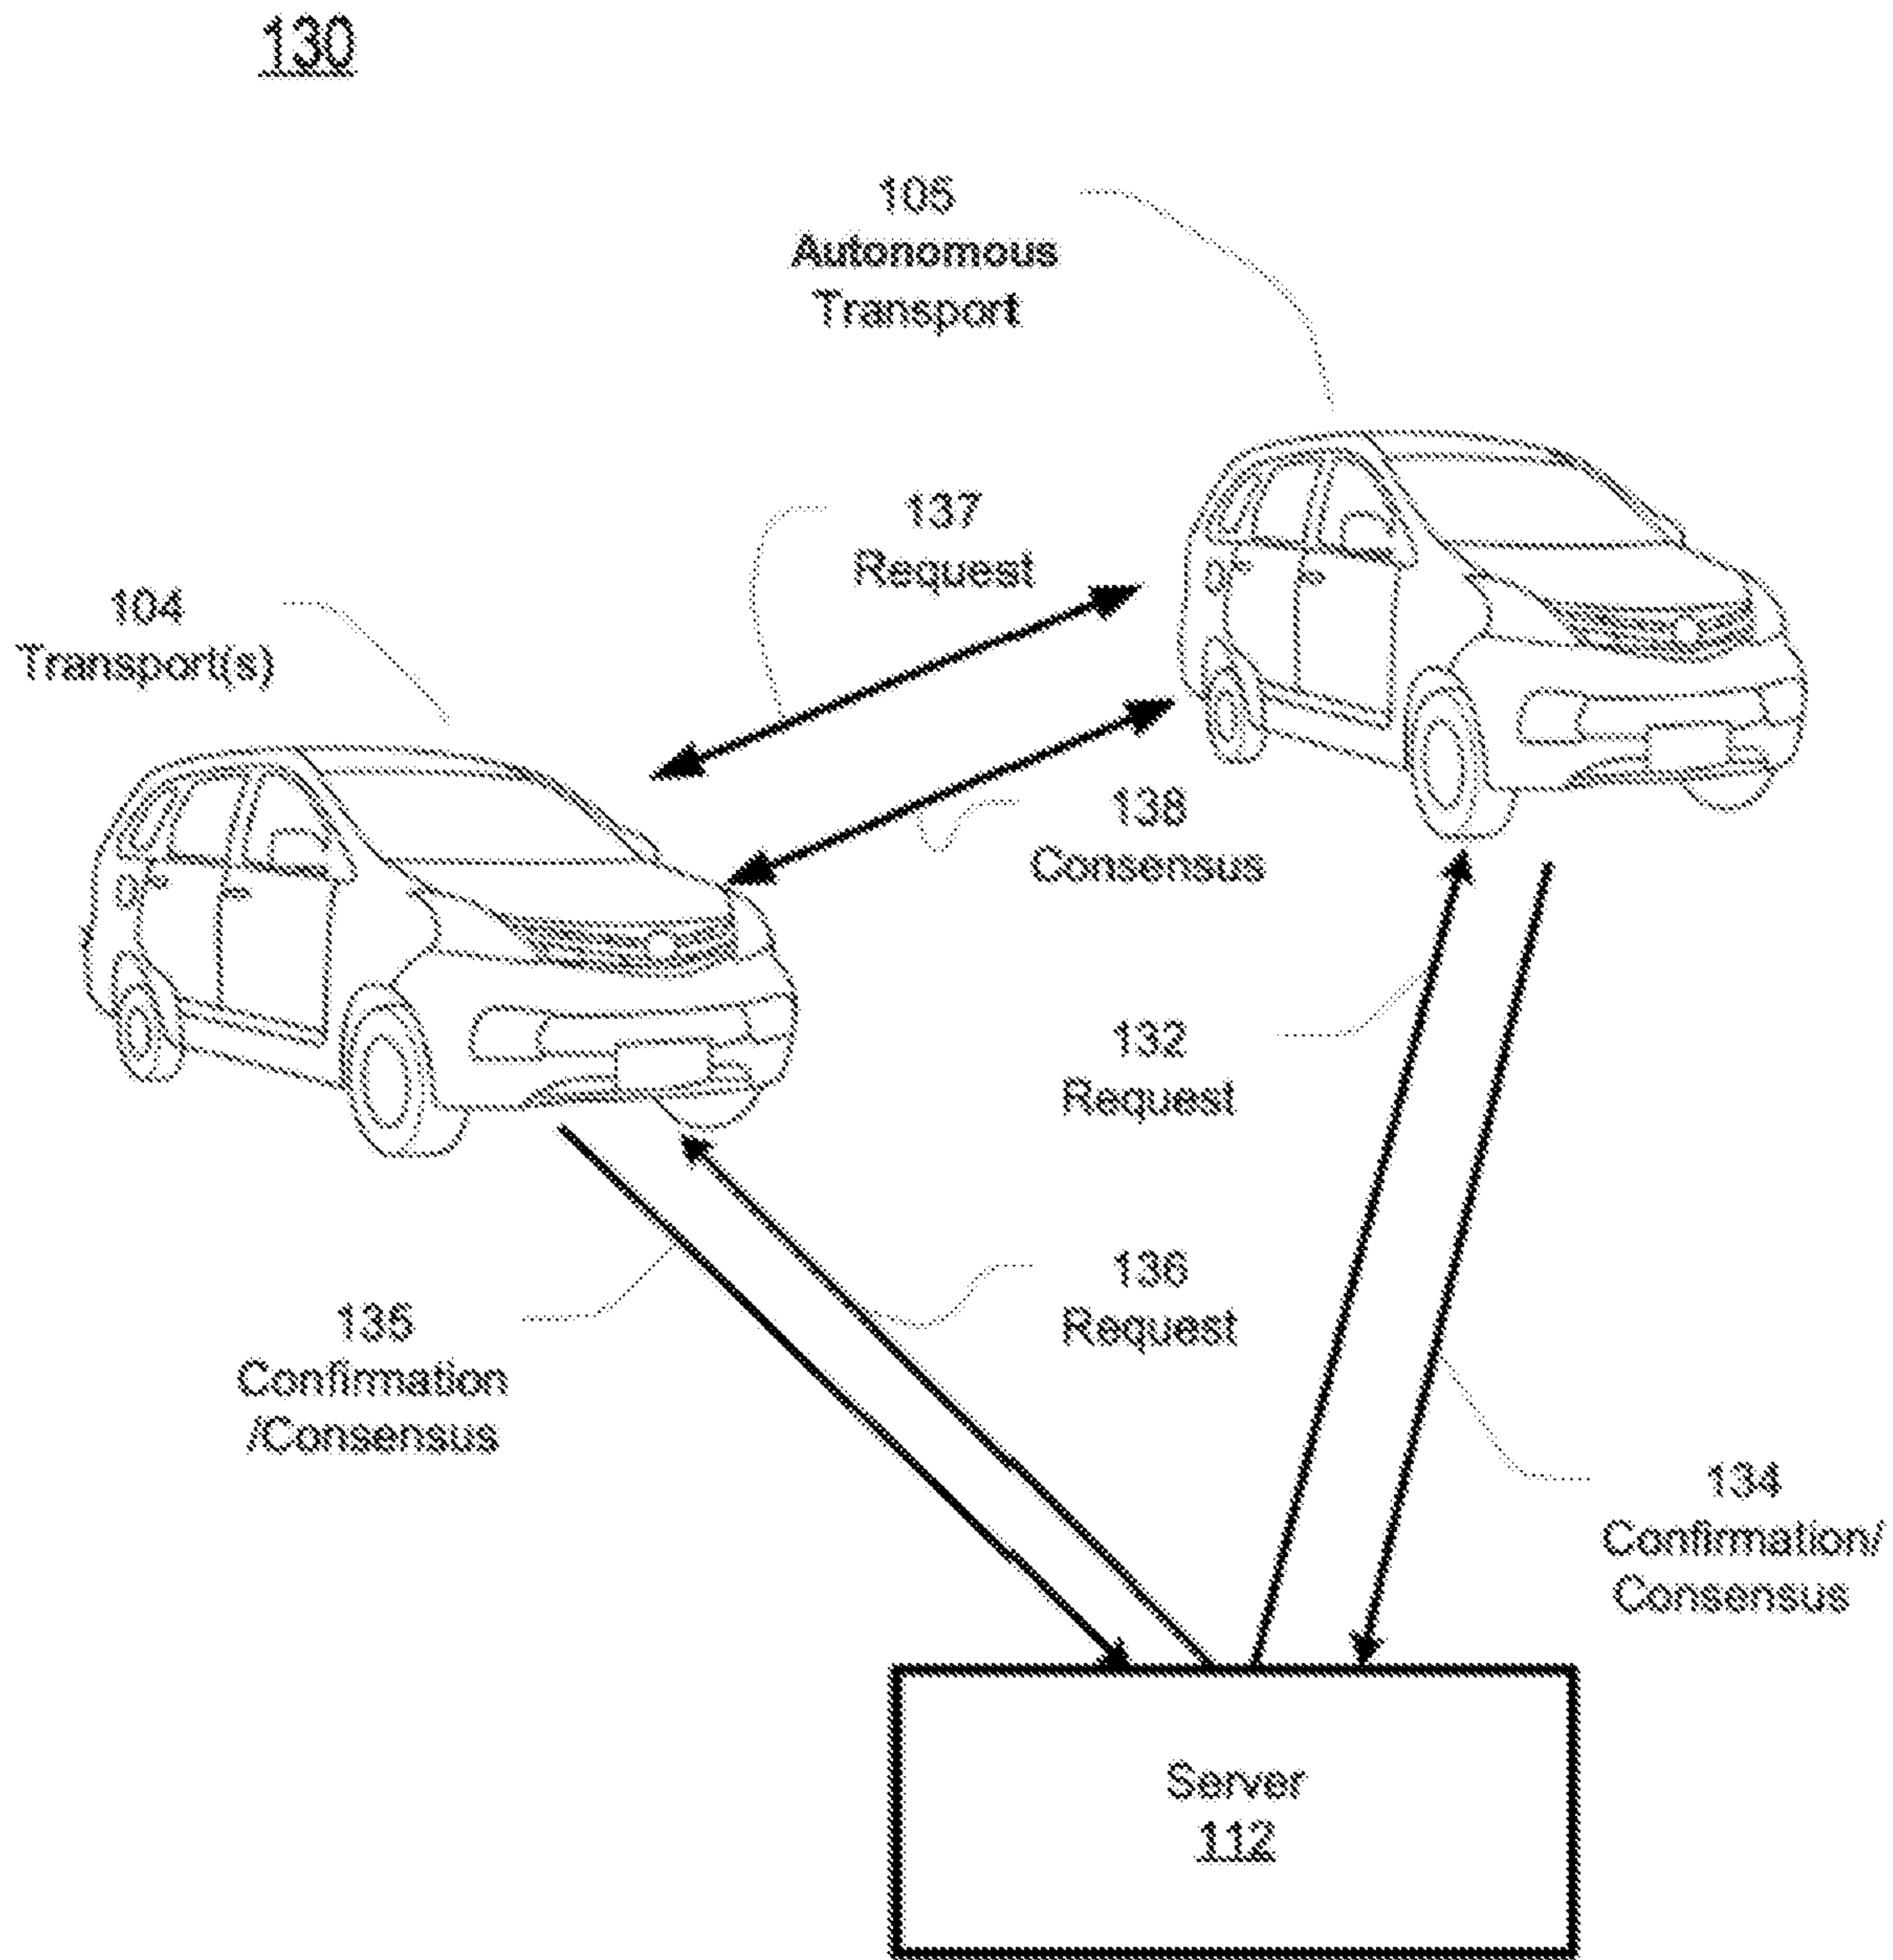 130
105
Autonomous
Transport
137
Request
104
Transport(s)
138
Consensus
132
Request
136
Request
135
Confirmation
/Consensus
134
Confirmation/
Consensus
Server
112